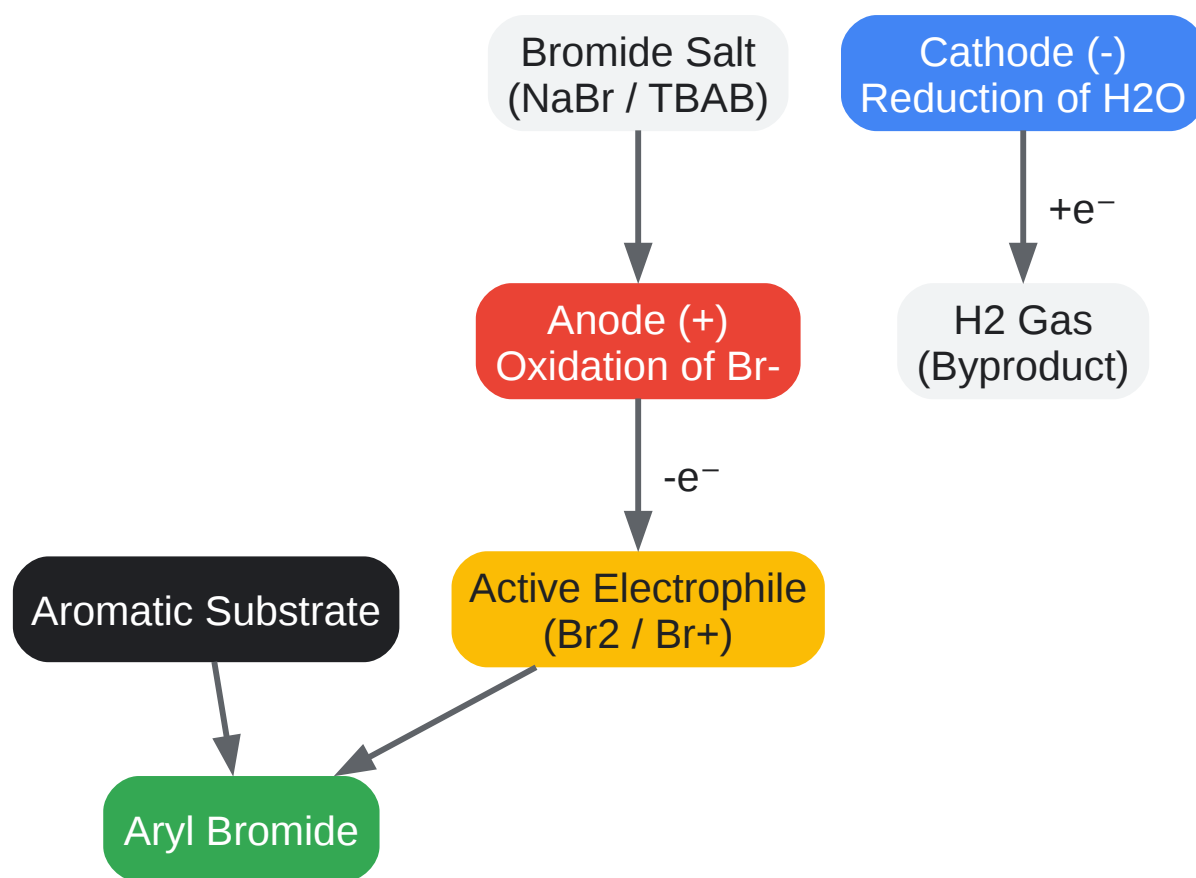 Bromide Salt
(NaBr / TBAB)
Cathode (-)
Reduction of H2O
+e⁻
Anode (+)
Oxidation of Br-
H2 Gas
(Byproduct)
-e⁻
Aromatic Substrate
Active Electrophile
(Br2 / Br+)
Aryl Bromide